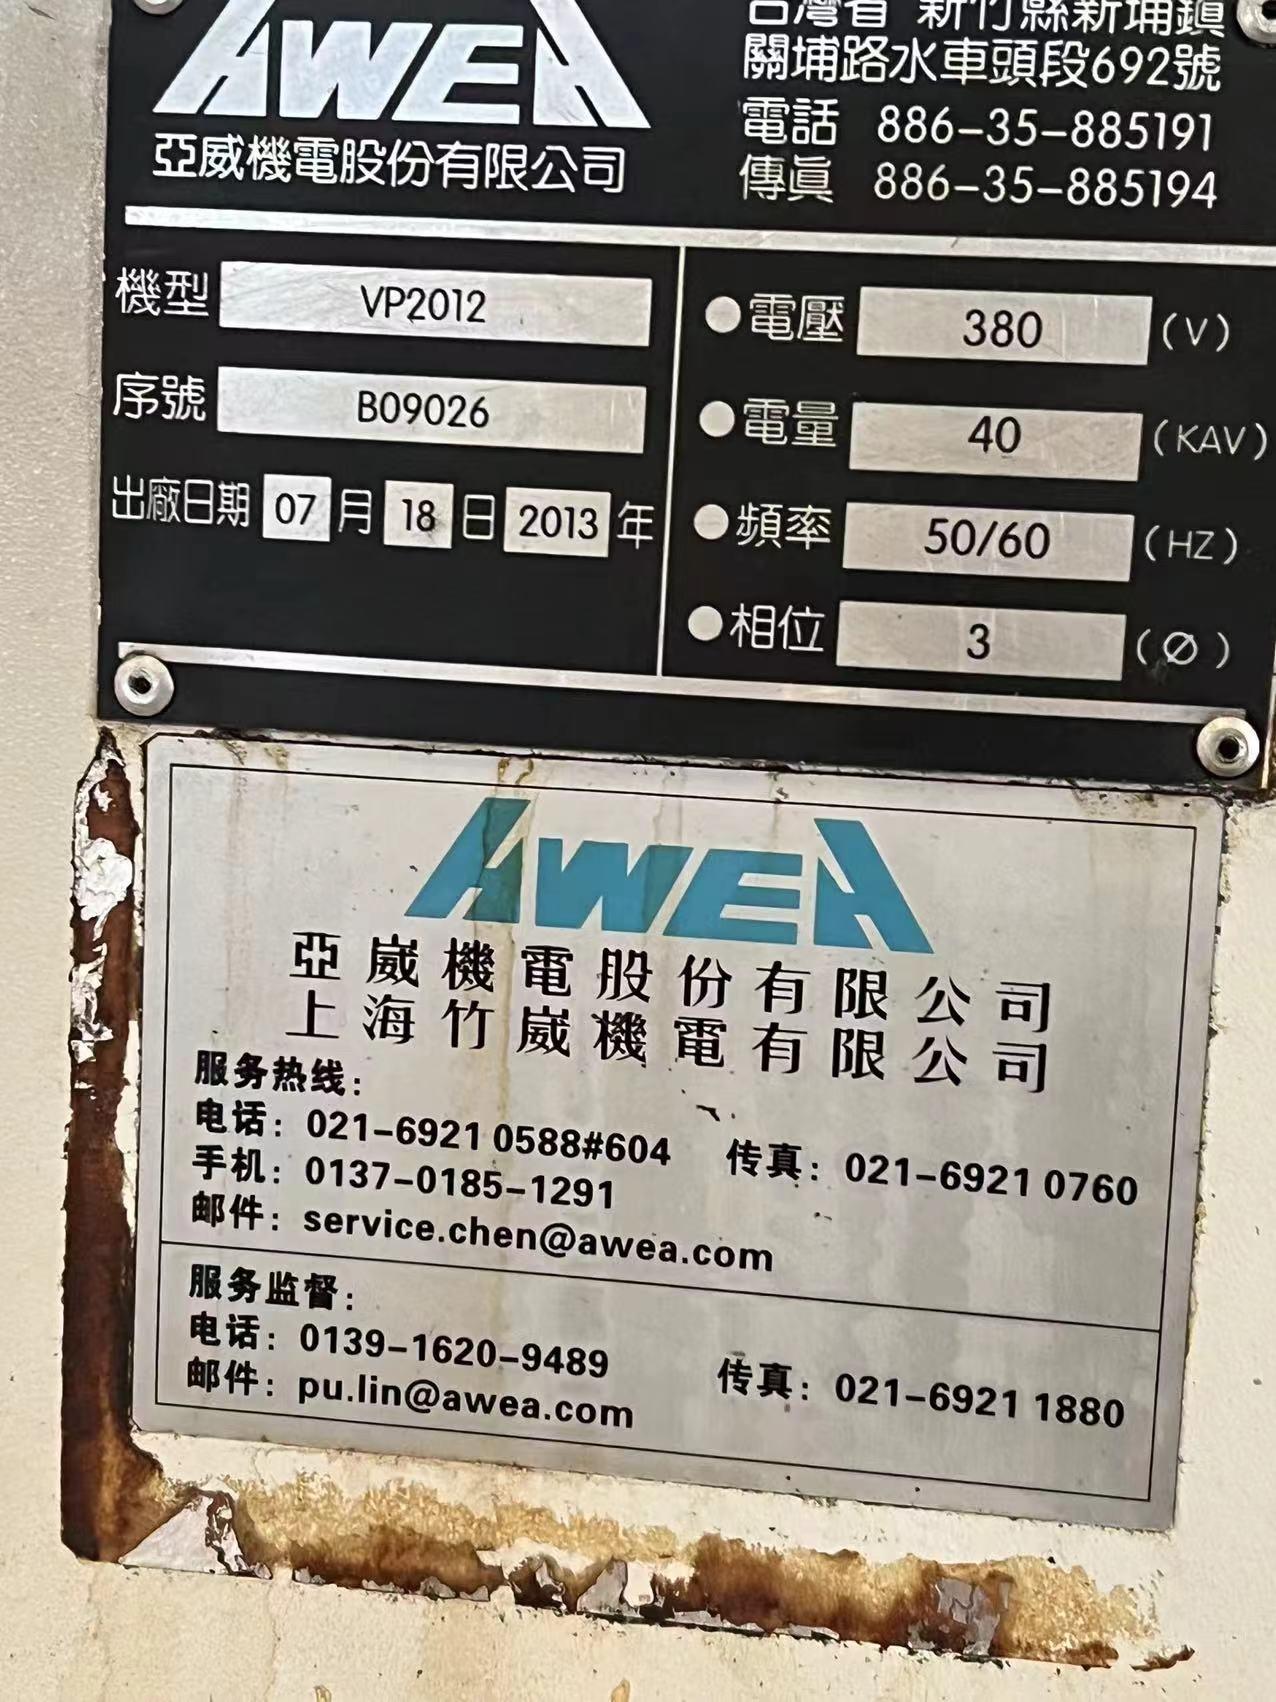 AWEA
亞崴機電股份有限公司
台灣省 新竹縣新埔鎮
關埔路水車頭段692號
電話 886-35-885191
傳眞 886-35-885194
機型 VP2012
序號 B09026
出廠日期 07 月 18 日 2013 年
電壓 380 (V)
電量 40 (KAV)
頻率 50/60 (HZ)
相位 3 (Ø)
AWEA
亞崴機電股份有限公司
上海竹崴機電有限公司
服务热线:
电话: 021-6921 0588#604 传真: 021-6921 0760
手机: 0137-0185-1291
邮件: service.chen@awea.com
服务监督:
电话: 0139-1620-9489 传真: 021-6921 1880
邮件: pu.lin@awea.com